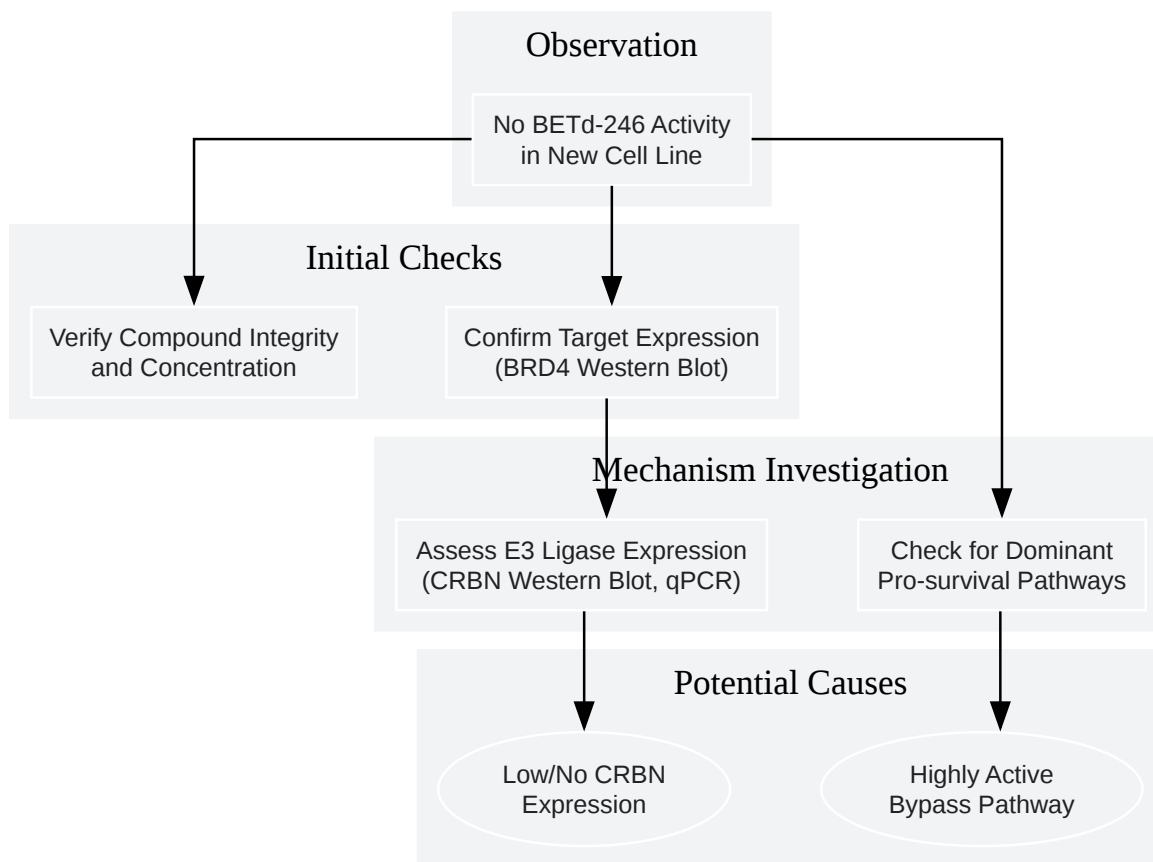 Observation
No BETd-246 Activity
in New Cell Line
Initial Checks
Verify Compound Integrity
and Concentration
Confirm Target Expression
(BRD4 Western Blot)
Mechanism Investigation
Assess E3 Ligase Expression
(CRBN Western Blot, qPCR)
Check for Dominant
Pro-survival Pathways
Potential Causes
Low/No CRBN
Expression
Highly Active
Bypass Pathway